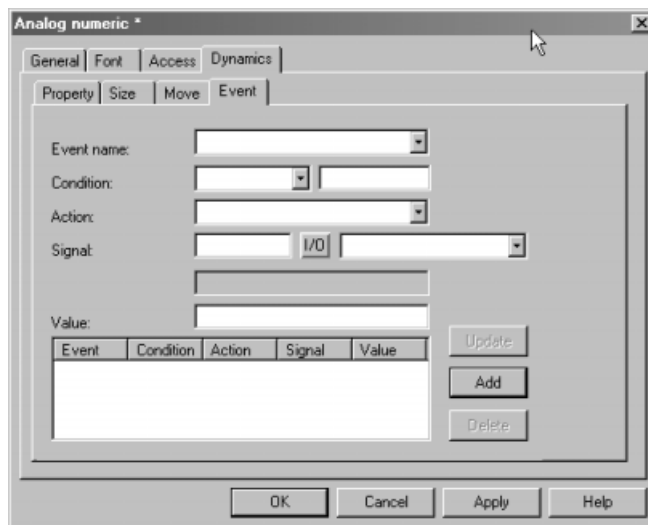 Analog numeric *
General Font Access Dynamics
Property Size Move Event
Event name:
Condition:
Action:
Signal: I/O
Value:
Event Condition Action Signal Value
Update
Add
Delete
OK Cancel Apply Help